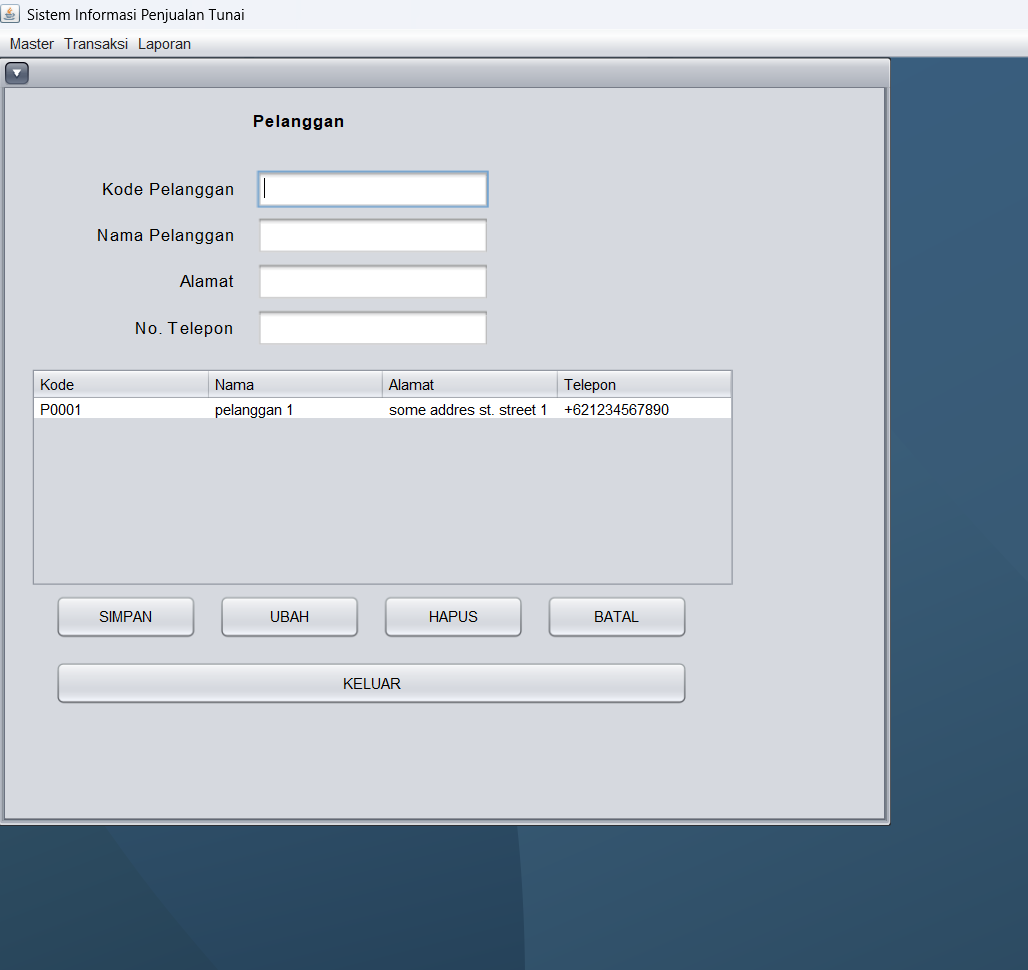 Sistem Informasi Penjualan Tunai
Master Transaksi Laporan
Pelanggan
Kode Pelanggan
Nama Pelanggan
Alamat
No. Telepon
Kode Nama Alamat Telepon
P0001 pelanggan 1 some addres st. street 1 +621234567890
SIMPAN UBAH HAPUS BATAL
KELUAR